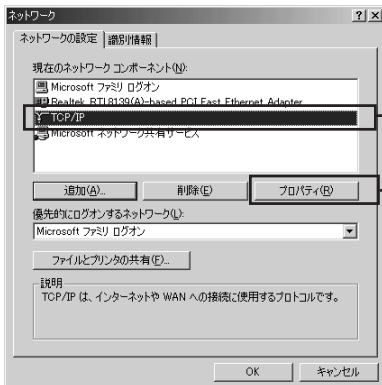 ネットワーク
ネットワークの設定 識別情報
現在のネットワーク コンポーネント(N):
Microsoft ファミリ ログオン
Realtek RTL8139(A)-based PCI Fast Ethernet Adapter
TCP/IP
Microsoft ネットワーク共有サービス
追加(A)... 削除(E) プロパティ(R)
優先的にログオンするネットワーク(L):
Microsoft ファミリ ログオン
ファイルとプリンタの共有(F)...
説明
TCP/IP は、インターネットや WAN への接続に使用するプロトコルです。
OK キャンセル